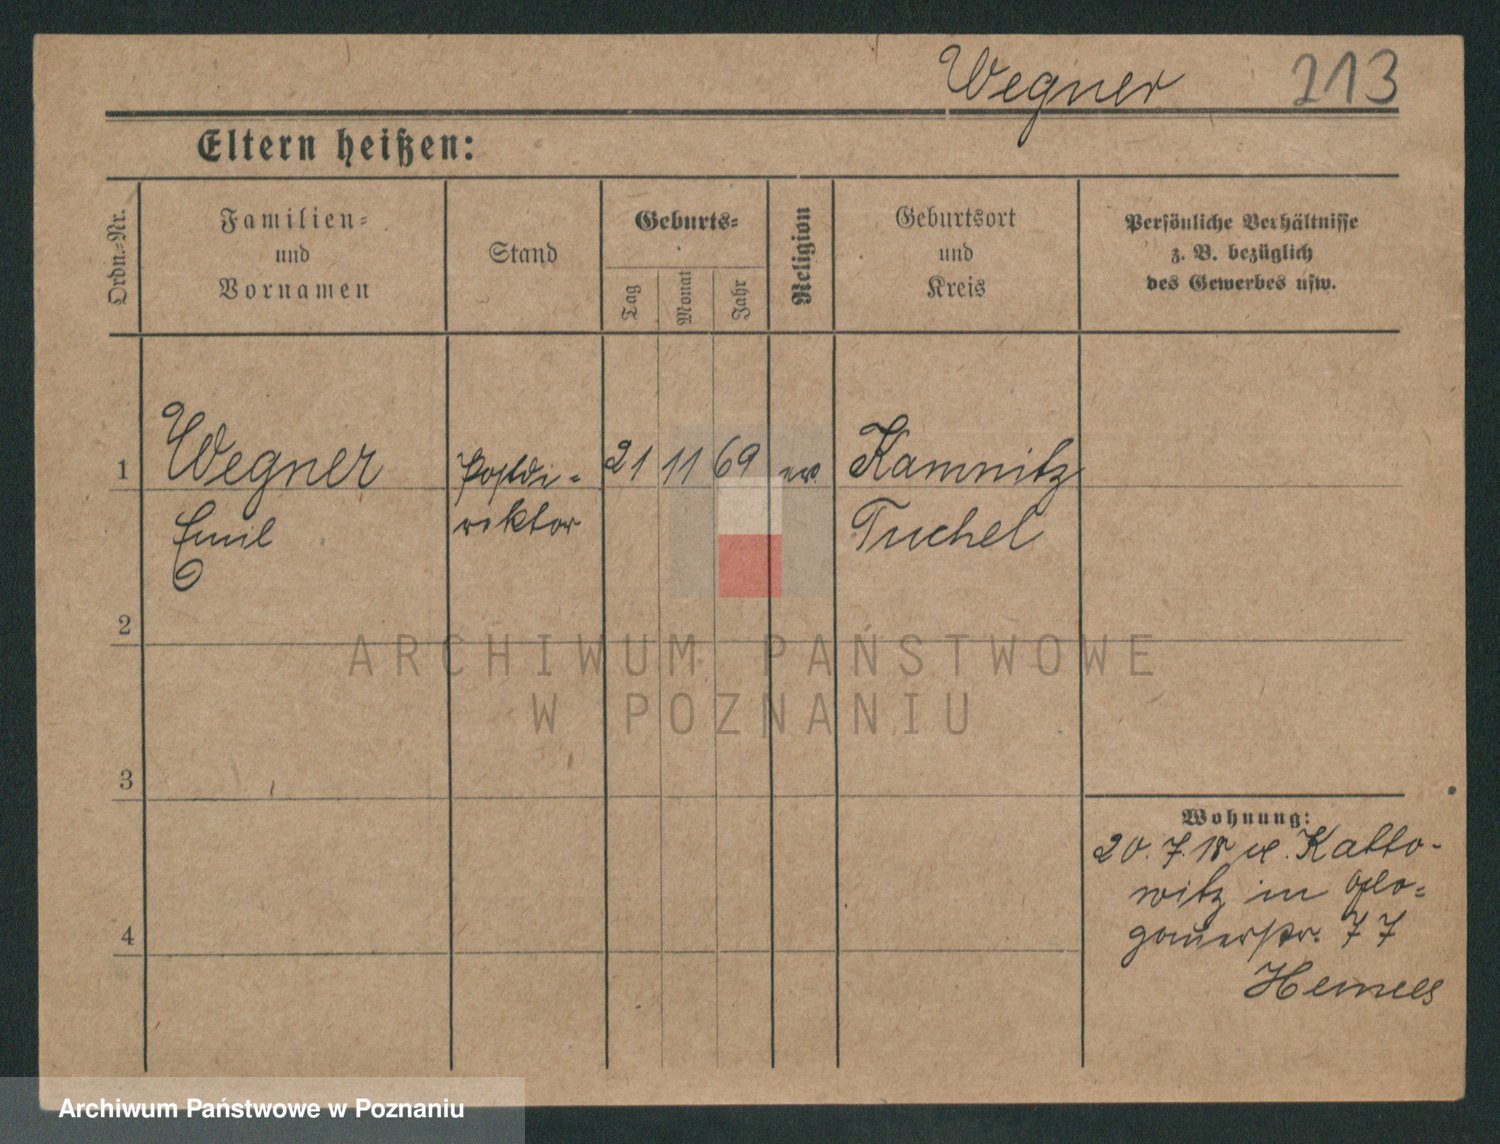 Wegner 213
Eltern heißen:
Ordn.-Nr.
Familien-
und
Vornamen
Stand
Geburts-
Tag
Monat
Jahr
Religion
Geburtsort
und
Kreis
Persönliche Verhältnisse
z. B. bezüglich
des Gewerbes usw.
1 Wegner Postdi- 21 11 69 ev Kamnitz
Emil rektor Tuchel
2
3
4
ARCHIWUM PAŃSTWOWE
W POZNANIU
Wohnung:
20.7.18 Katto-
witz in Glo-
gauerstr. 77
Archiwum Państwowe w Poznaniu